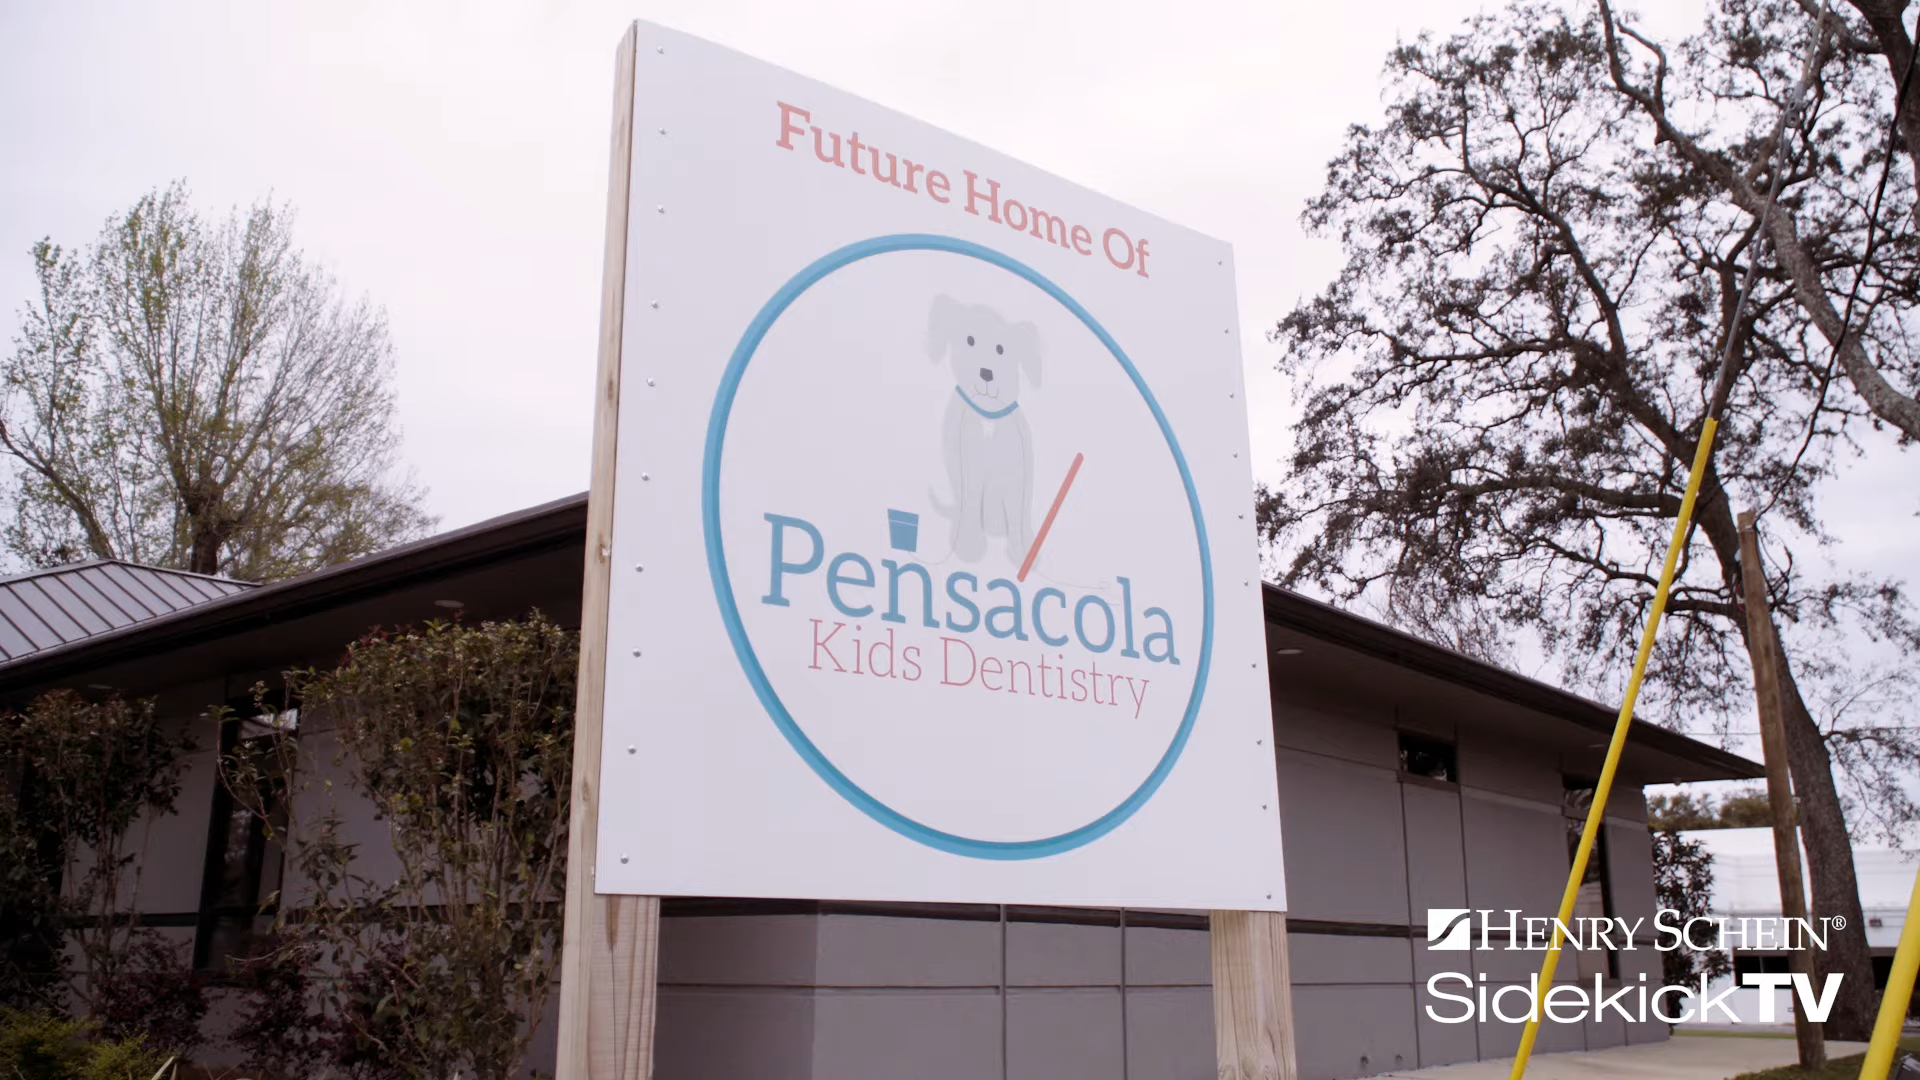 Future Home Of
Pensacola
Kids Dentistry
HENRY SCHEIN®
SidekickTV